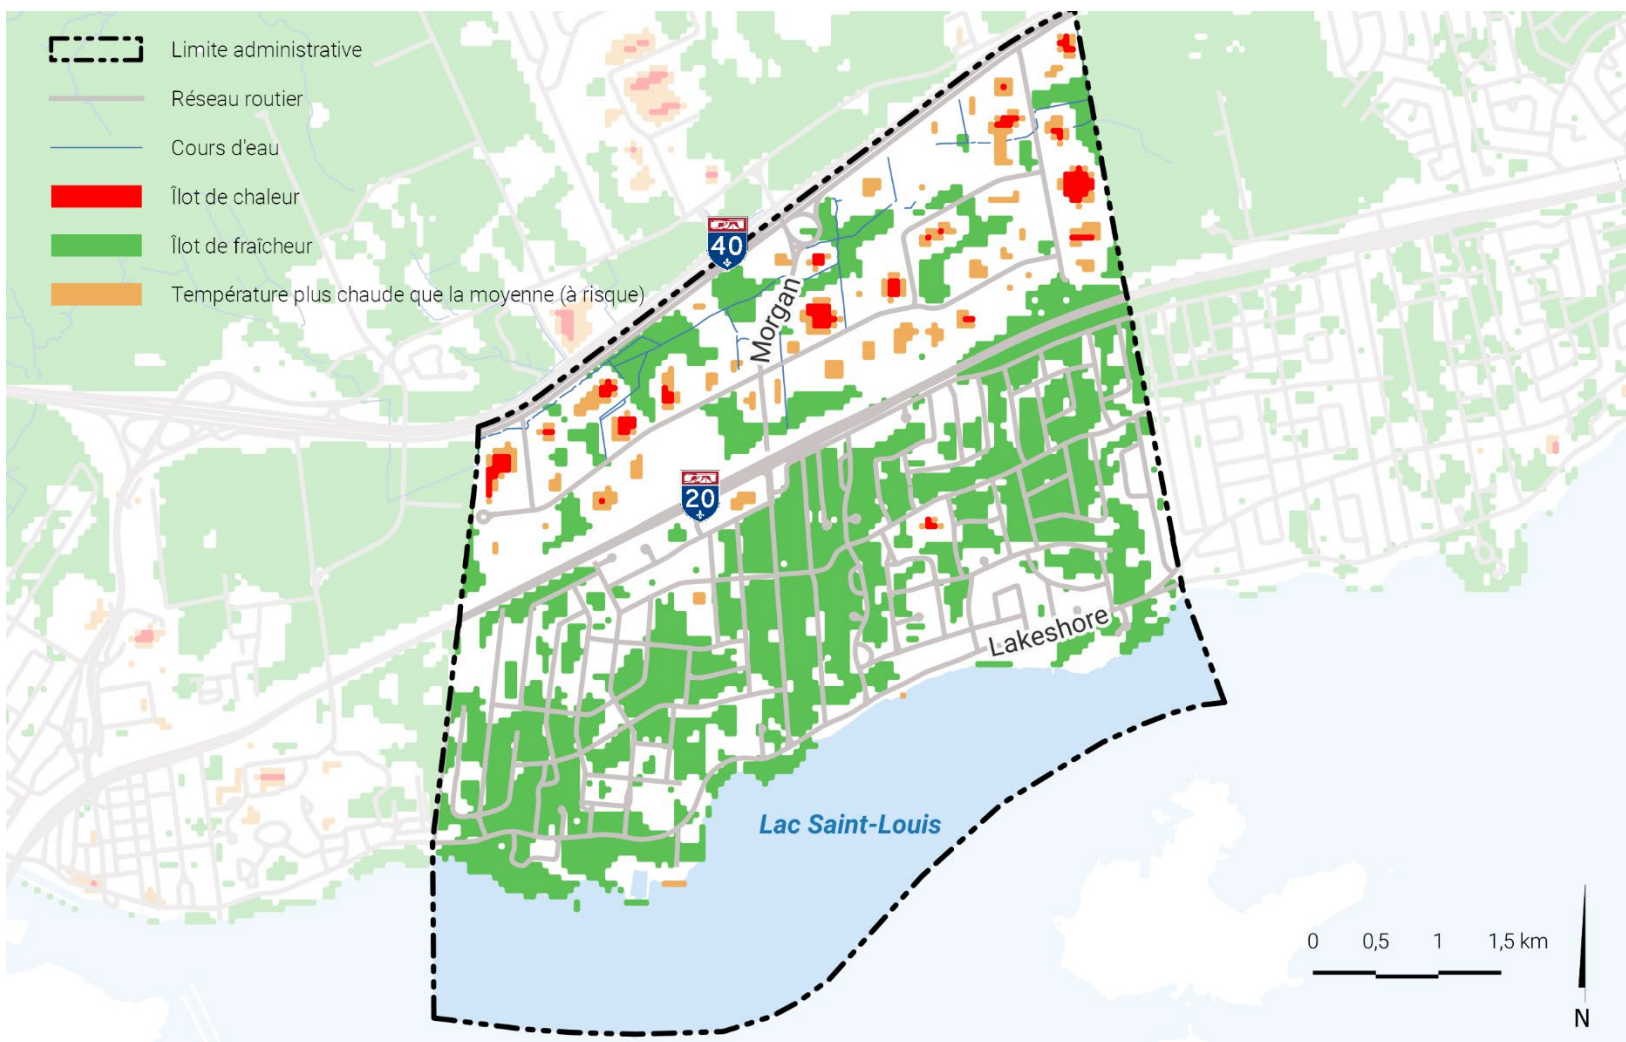 Limite administrative
Réseau routier
Cours d'eau
Îlot de chaleur
Îlot de fraîcheur
Température plus chaude que la moyenne (à risque)
40
Morgan
20
Lakeshore
Lac Saint-Louis
0 0,5 1 1,5 km
N